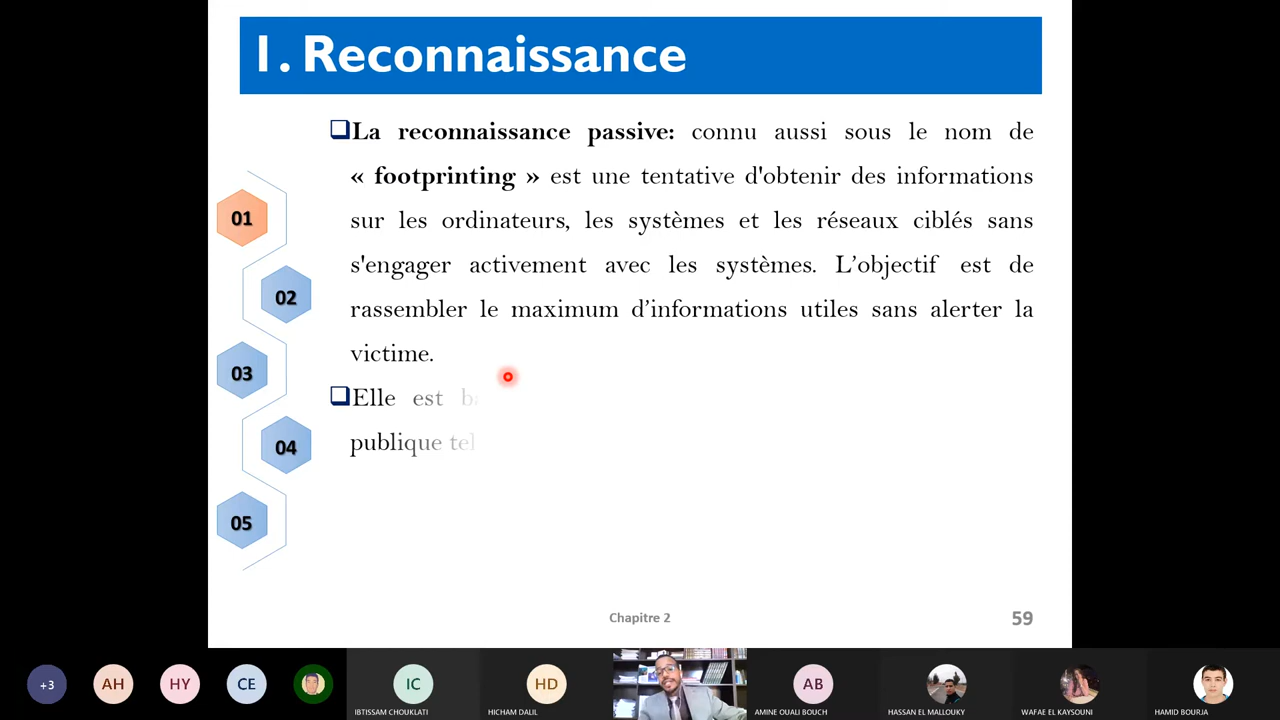 1. Reconnaissance
La reconnaissance passive: connu aussi sous le nom de
« footprinting » est une tentative d'obtenir des informations
sur les ordinateurs, les systèmes et les réseaux ciblés sans
s'engager activement avec les systèmes. L’objectif est de
rassembler le maximum d’informations utiles sans alerter la
victime.
Elle est
publique
01
02
03
04
05
Chapitre 2
59
+3
AH
HY
CE
IC
IBTISSAM CHOUKLATI
HD
HICHAM DALIL
AB
AMINE OUALI BOUCH
HASSAN EL MALLOUKY
WAFAE EL KAYSOUNI
HAMID BOURJA